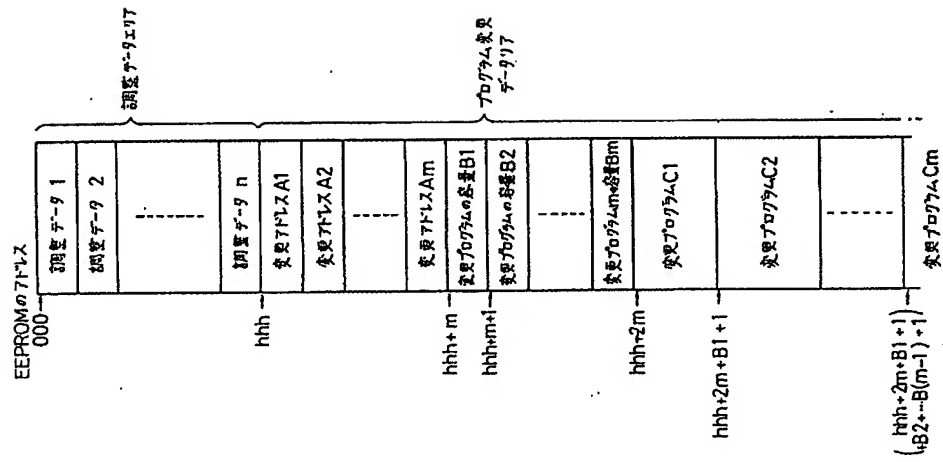 EEPROMのアドレス
000
調整データ 1
調整データ 2
調整データ n
hhh
変更アドレスA1
変更アドレスA2
変更アドレスAm
hhh+m
変更プログラムの容量B1
hhh+m+1
変更プログラムの容量B2
変更プログラムmの容量Bm
hhh+2m
変更プログラムC1
hhh+2m+B1+1
変更プログラムC2
(hhh+2m+B1+1
+B2+---B(m-1)+1)
変更プログラムCm
調整データエリア
プログラム変更
データリア